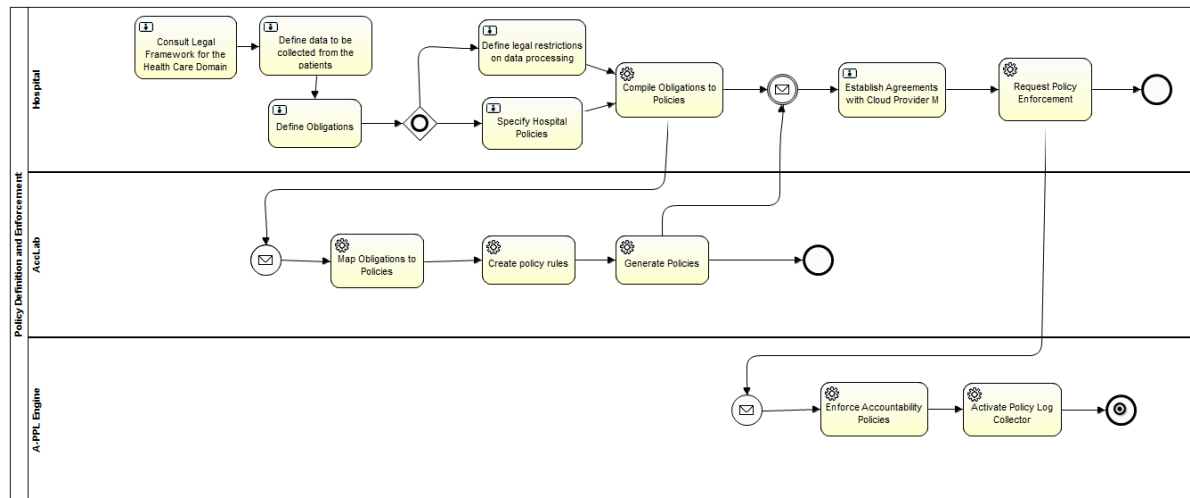 Policy Definition and Enforcement
Hospital
Consult Legal
Framework for the
Health Care Domain
Define data to be
collected from the
patients
Define Obligations
Define legal restrictions
on data processing
Specify Hospital
Policies
Compile Obligations to
Policies
Establish Agreements
with Cloud Provider M
Request Policy
Enforcement
AccLab
Map Obligations to
Policies
Create policy rules
Generate Policies
A-PPL Engine
Enforce Accountability
Policies
Activate Policy Log
Collector